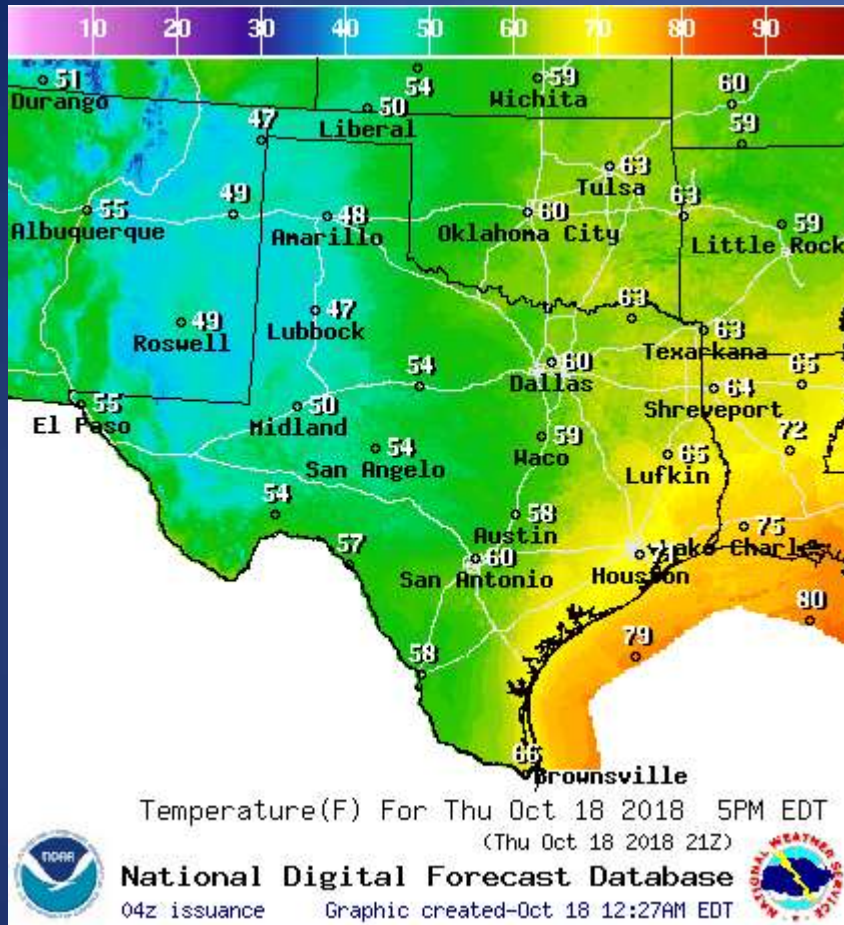 10 20 30 40 50 60 70 80 90
51
Durango
54
59
Wichita
50
Liberal
60
47
59
63
Tulsa
55
Albuquerque
49
48
Amarillo
60
Oklahoma City
63
59
Little Rock
49
Roswell
47
Lubbock
63
63
Texarkana
54
60
Dallas
65
64
Shreveport
55
El Paso
50
Midland
54
San Angelo
59
Waco
65
Lufkin
72
54
58
Austin
75
Lake Charles
57
60
San Antonio
Houston
80
79
58
66
Brownsville
Temperature(F) For Thu Oct 18 2018 5PM EDT
(Thu Oct 18 2018 21Z)
National Digital Forecast Database
04z issuance Graphic created-Oct 18 12:27AM EDT
NOAA
NATIONAL WEATHER SERVICE